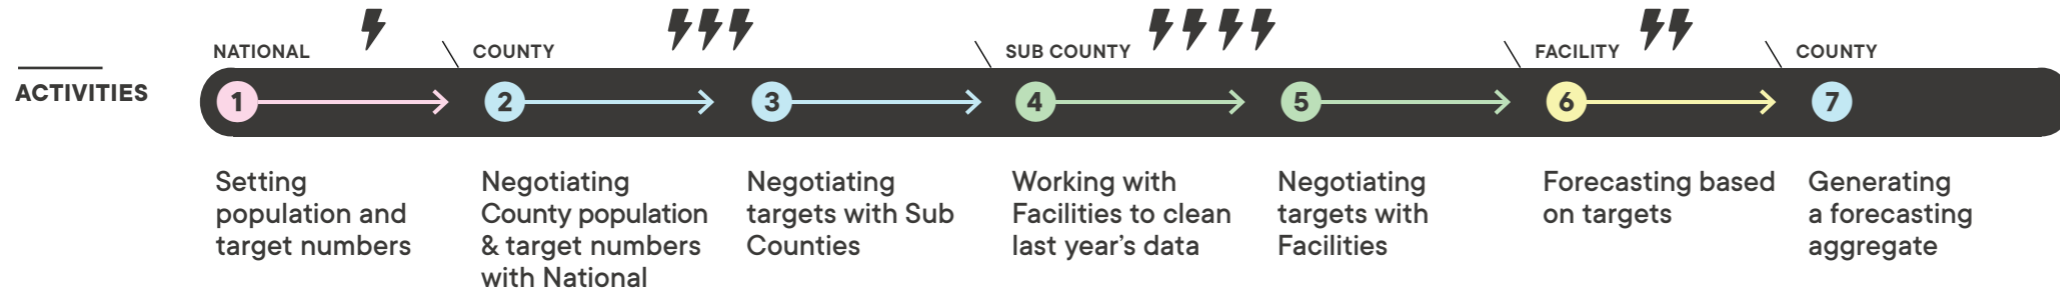 NATIONAL
COUNTY
SUB COUNTY
FACILITY
COUNTY
ACTIVITIES
1
2
3
4
5
6
7
Setting
population and
target numbers
Negotiating
County population
& target numbers
with National
Negotiating
targets with Sub
Counties
Working with
Facilities to clean
last year’s data
Negotiating
targets with
Facilities
Forecasting based
on targets
Generating
a forecasting
aggregate